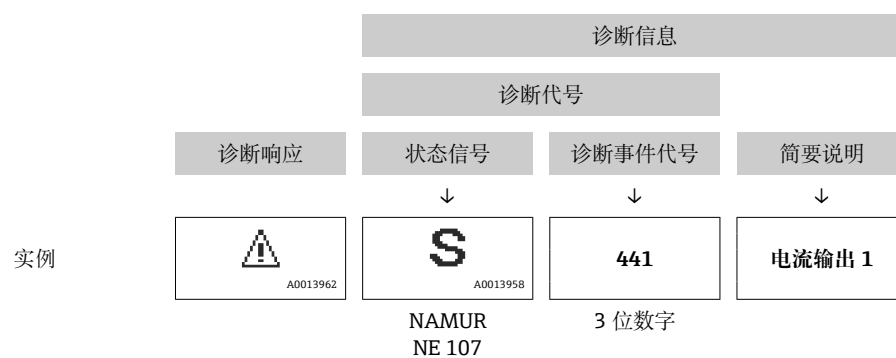 诊断信息
诊断代号
诊断响应 状态信号 诊断事件代号 简要说明
↓ ↓ ↓
实例 S 441 电流输出 1
A0013962 A0013958
NAMUR 3 位数字
NE 107